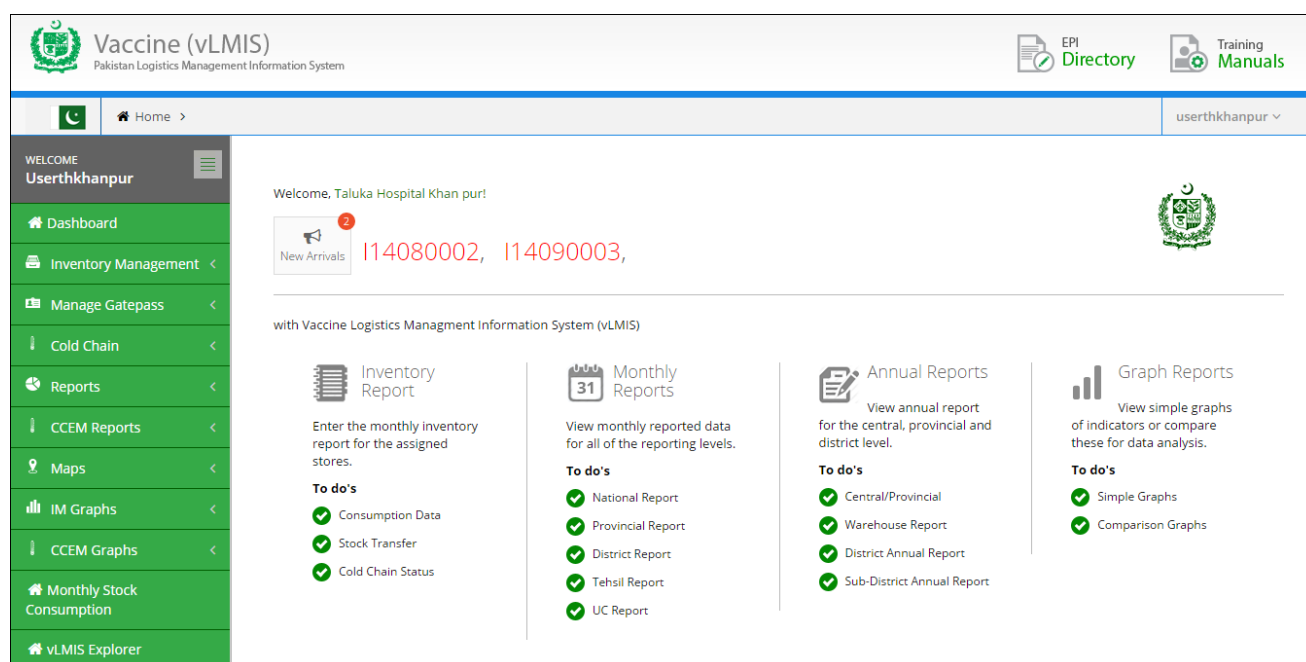 Vaccine (vLMIS)
Pakistan Logistics Management Information System
EPI
Directory
Training
Manuals
Home >
userthkhanpur
WELCOME
Userthkhanpur
Dashboard
Inventory Management
Manage Gatepass
Cold Chain
Reports
CCEM Reports
Maps
IM Graphs
CCEM Graphs
Monthly Stock
Consumption
vLMIS Explorer
Welcome, Taluka Hospital Khan pur!
2
New Arrivals
I14080002, I14090003,
with Vaccine Logistics Managment Information System (vLMIS)
Inventory
Report
Enter the monthly inventory
report for the assigned
stores.
To do's
Consumption Data
Stock Transfer
Cold Chain Status
31
Monthly
Reports
View monthly reported data
for all of the reporting levels.
To do's
National Report
Provincial Report
District Report
Tehsil Report
UC Report
Annual Reports
View annual report
for the central, provincial and
district level.
To do's
Central/Provincial
Warehouse Report
District Annual Report
Sub-District Annual Report
Graph Reports
View simple graphs
of indicators or compare
these for data analysis.
To do's
Simple Graphs
Comparison Graphs